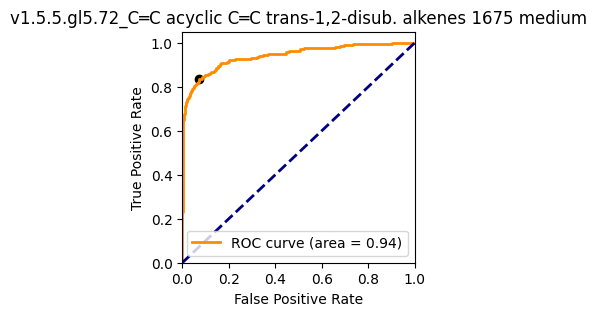 v1.5.5.gl5.72_C═C acyclic C═C trans-1,2-disub. alkenes 1675 medium
1.0
0.8
0.6
0.4
0.2
0.0
True Positive Rate
ROC curve (area = 0.94)
0.0 0.2 0.4 0.6 0.8 1.0
False Positive Rate